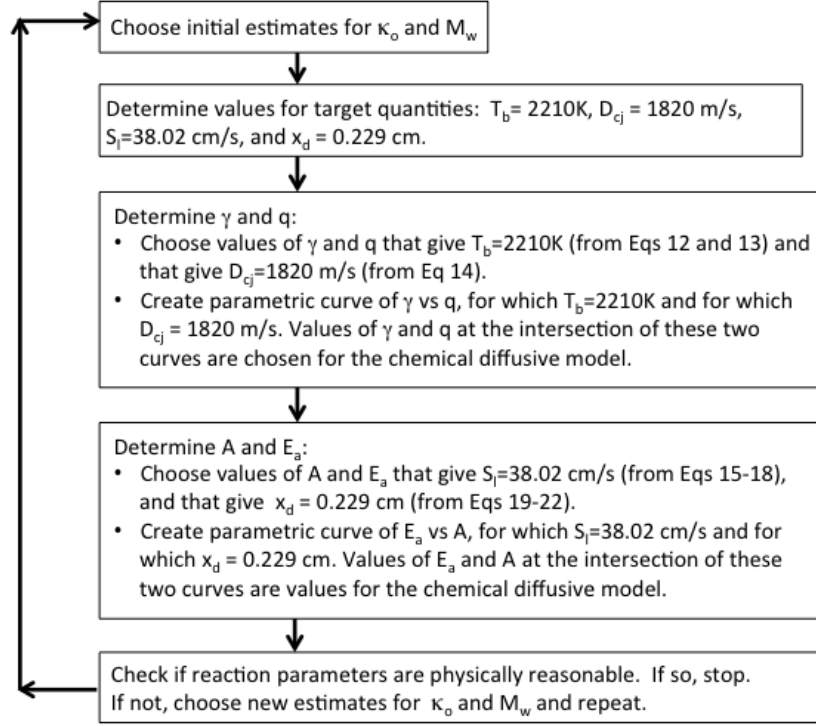 Choose initial estimates for κₒ and M_w
Determine values for target quantities: T_b= 2210K, D_cj = 1820 m/s,
S_l=38.02 cm/s, and x_d = 0.229 cm.
Determine γ and q:
• Choose values of γ and q that give T_b=2210K (from Eqs 12 and 13) and
that give D_cj=1820 m/s (from Eq 14).
• Create parametric curve of γ vs q, for which T_b=2210K and for which
D_cj = 1820 m/s. Values of γ and q at the intersection of these two
curves are chosen for the chemical diffusive model.
Determine A and E_a:
• Choose values of A and E_a that give S_l=38.02 cm/s (from Eqs 15-18),
and that give x_d = 0.229 cm (from Eqs 19-22).
• Create parametric curve of E_a vs A, for which S_l=38.02 cm/s and for
which x_d = 0.229 cm. Values of E_a and A at the intersection of these
two curves are values for the chemical diffusive model.
Check if reaction parameters are physically reasonable. If so, stop.
If not, choose new estimates for κₒ and M_w and repeat.